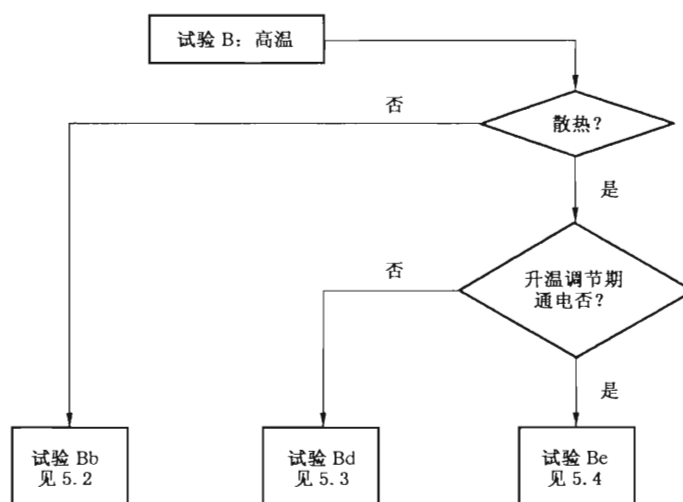 试验 B：高温
否
散热?
是
否
升温调节期
通电否?
是
试验 Bb
见 5.2
试验 Bd
见 5.3
试验 Be
见 5.4